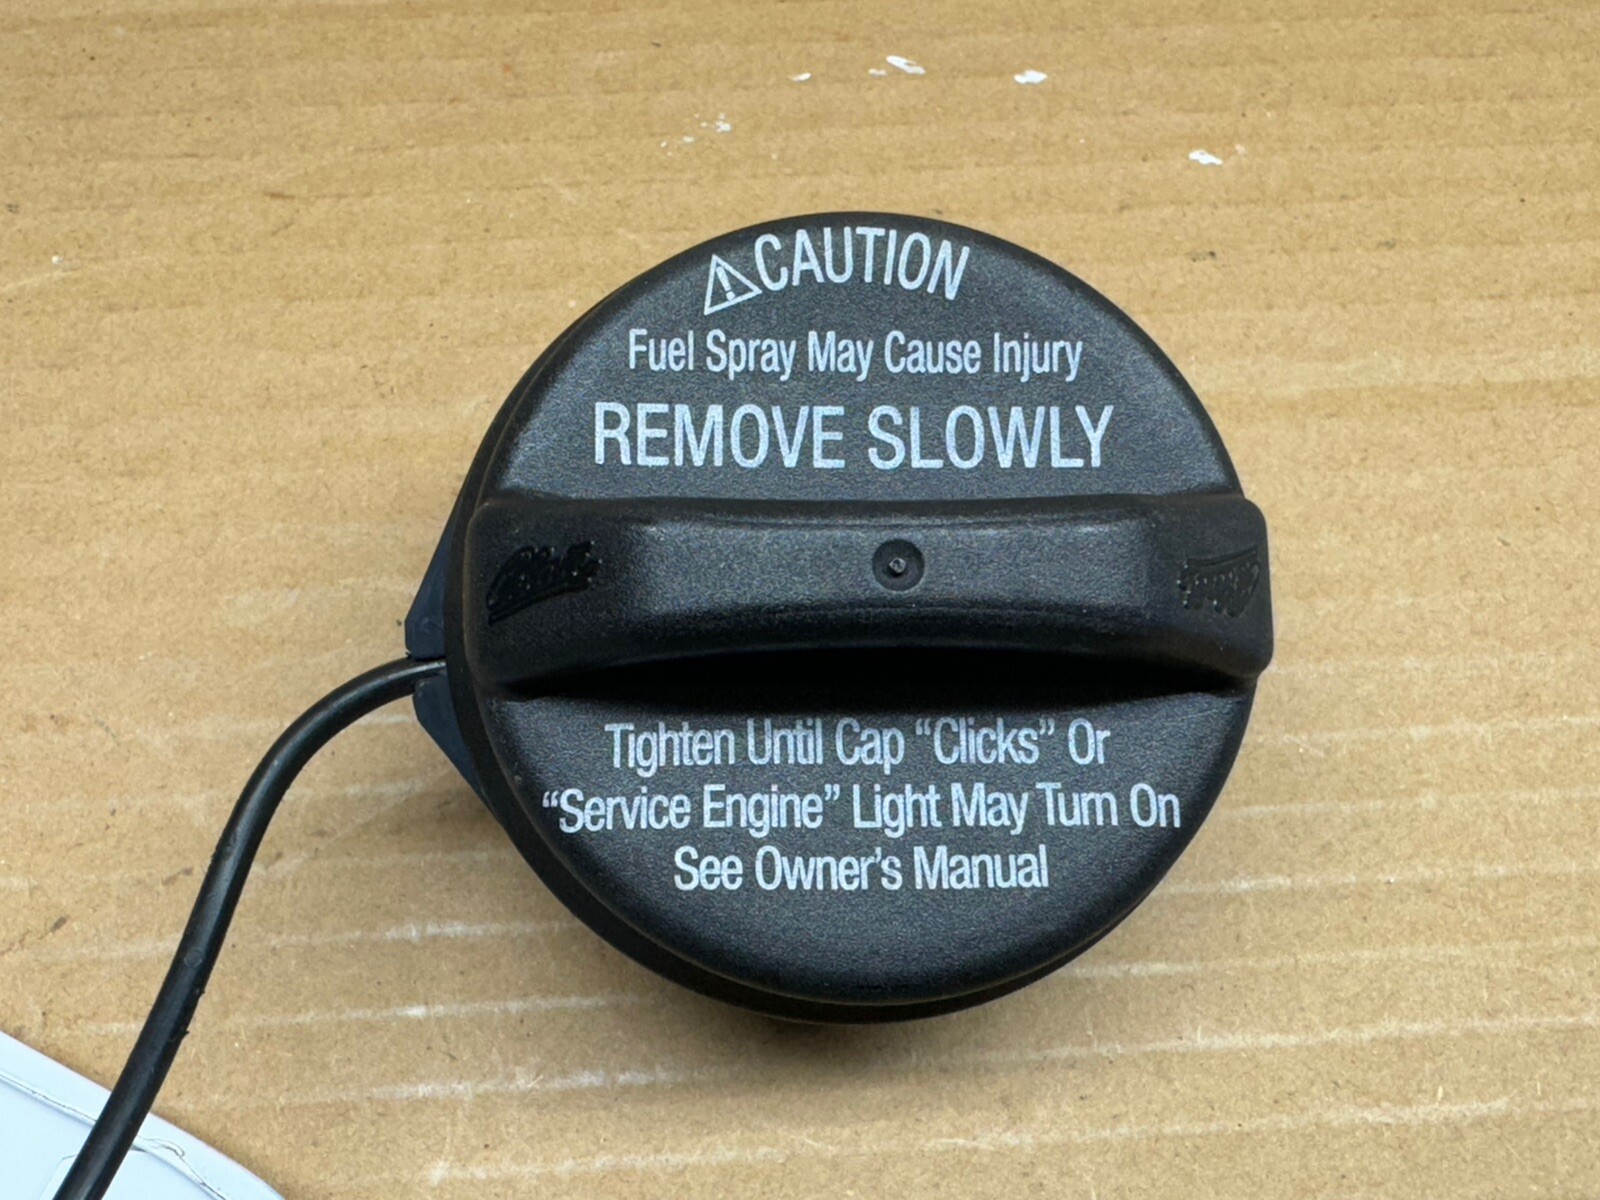 CAUTION
Fuel Spray May Cause Injury
REMOVE SLOWLY
Tighten Until Cap “Clicks” Or
“Service Engine” Light May Turn On
See Owner’s Manual